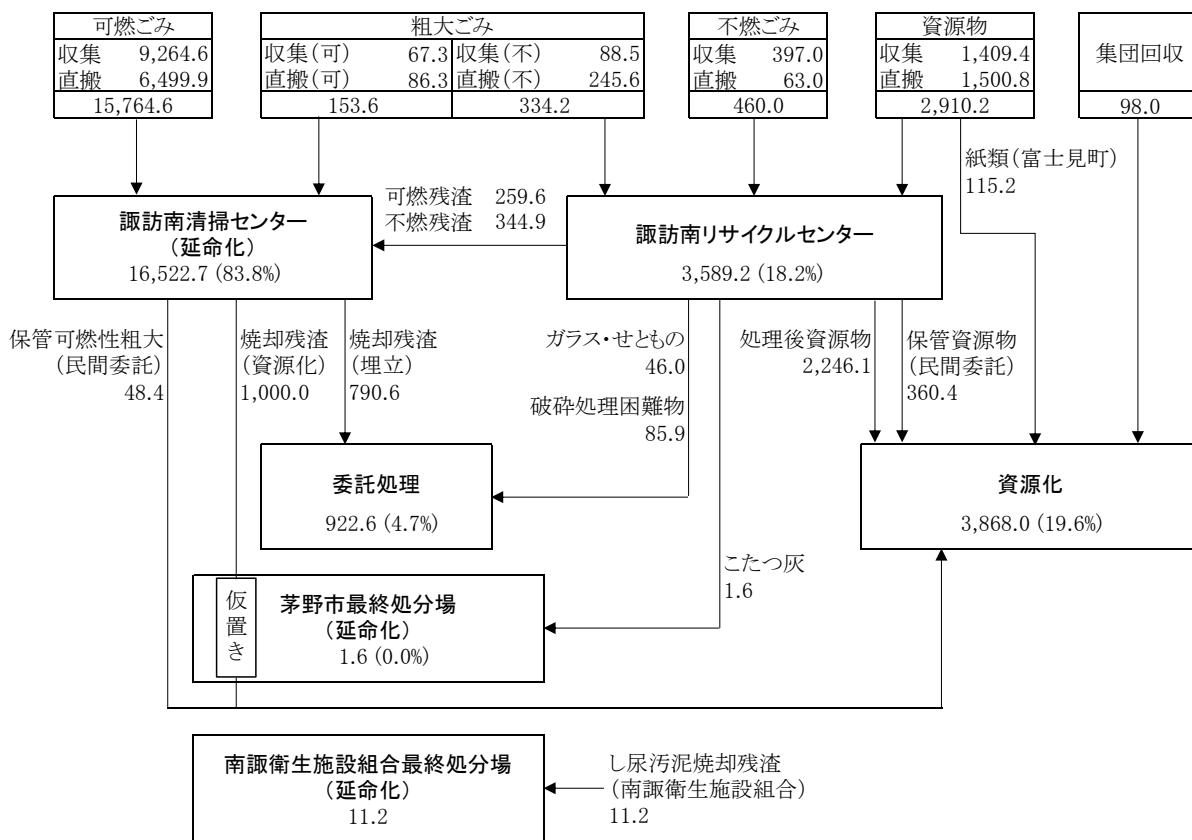 可燃ごみ
収集 9,264.6
直搬 6,499.9
15,764.6
粗大ごみ
収集(可) 67.3 収集(不) 88.5
直搬(可) 86.3 直搬(不) 245.6
153.6 334.2
不燃ごみ
収集 397.0
直搬 63.0
460.0
資源物
収集 1,409.4
直搬 1,500.8
2,910.2
集団回収
98.0
紙類(富士見町)
115.2
諏訪南清掃センター
(延命化)
16,522.7 (83.8%)
可燃残渣 259.6
不燃残渣 344.9
諏訪南リサイクルセンター
3,589.2 (18.2%)
保管可燃性粗大
(民間委託)
48.4
焼却残渣
(資源化)
1,000.0
焼却残渣
(埋立)
790.6
ガラス・せともの
46.0
破砕処理困難物
85.9
処理後資源物
2,246.1
保管資源物
(民間委託)
360.4
委託処理
922.6 (4.7%)
資源化
3,868.0 (19.6%)
こたつ灰
1.6
仮置き
茅野市最終処分場
(延命化)
1.6 (0.0%)
南諏衛生施設組合最終処分場
(延命化)
11.2
し尿汚泥焼却残渣
(南諏衛生施設組合)
11.2